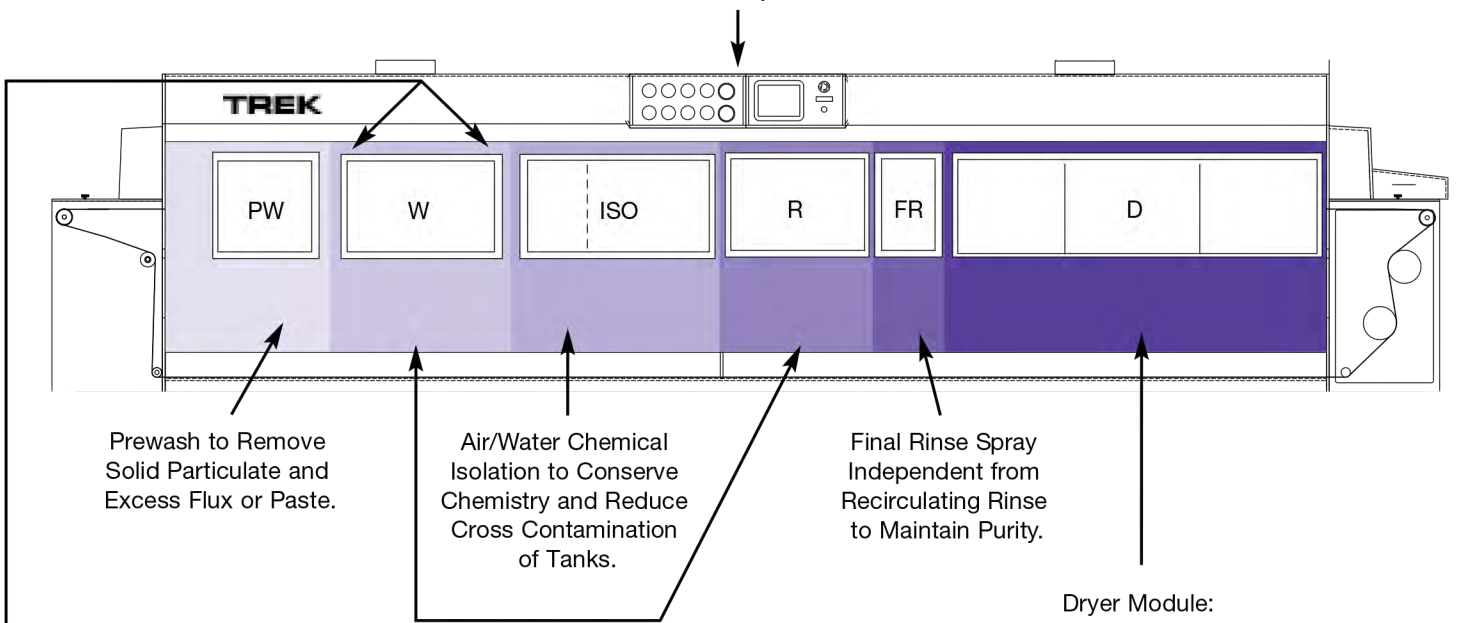 TREK
PW
W
ISO
R
FR
D
Prewash to Remove
Solid Particulate and
Excess Flux or Paste.
Air/Water Chemical
Isolation to Conserve
Chemistry and Reduce
Cross Contamination
of Tanks.
Final Rinse Spray
Independent from
Recirculating Rinse
to Maintain Purity.
Dryer Module: